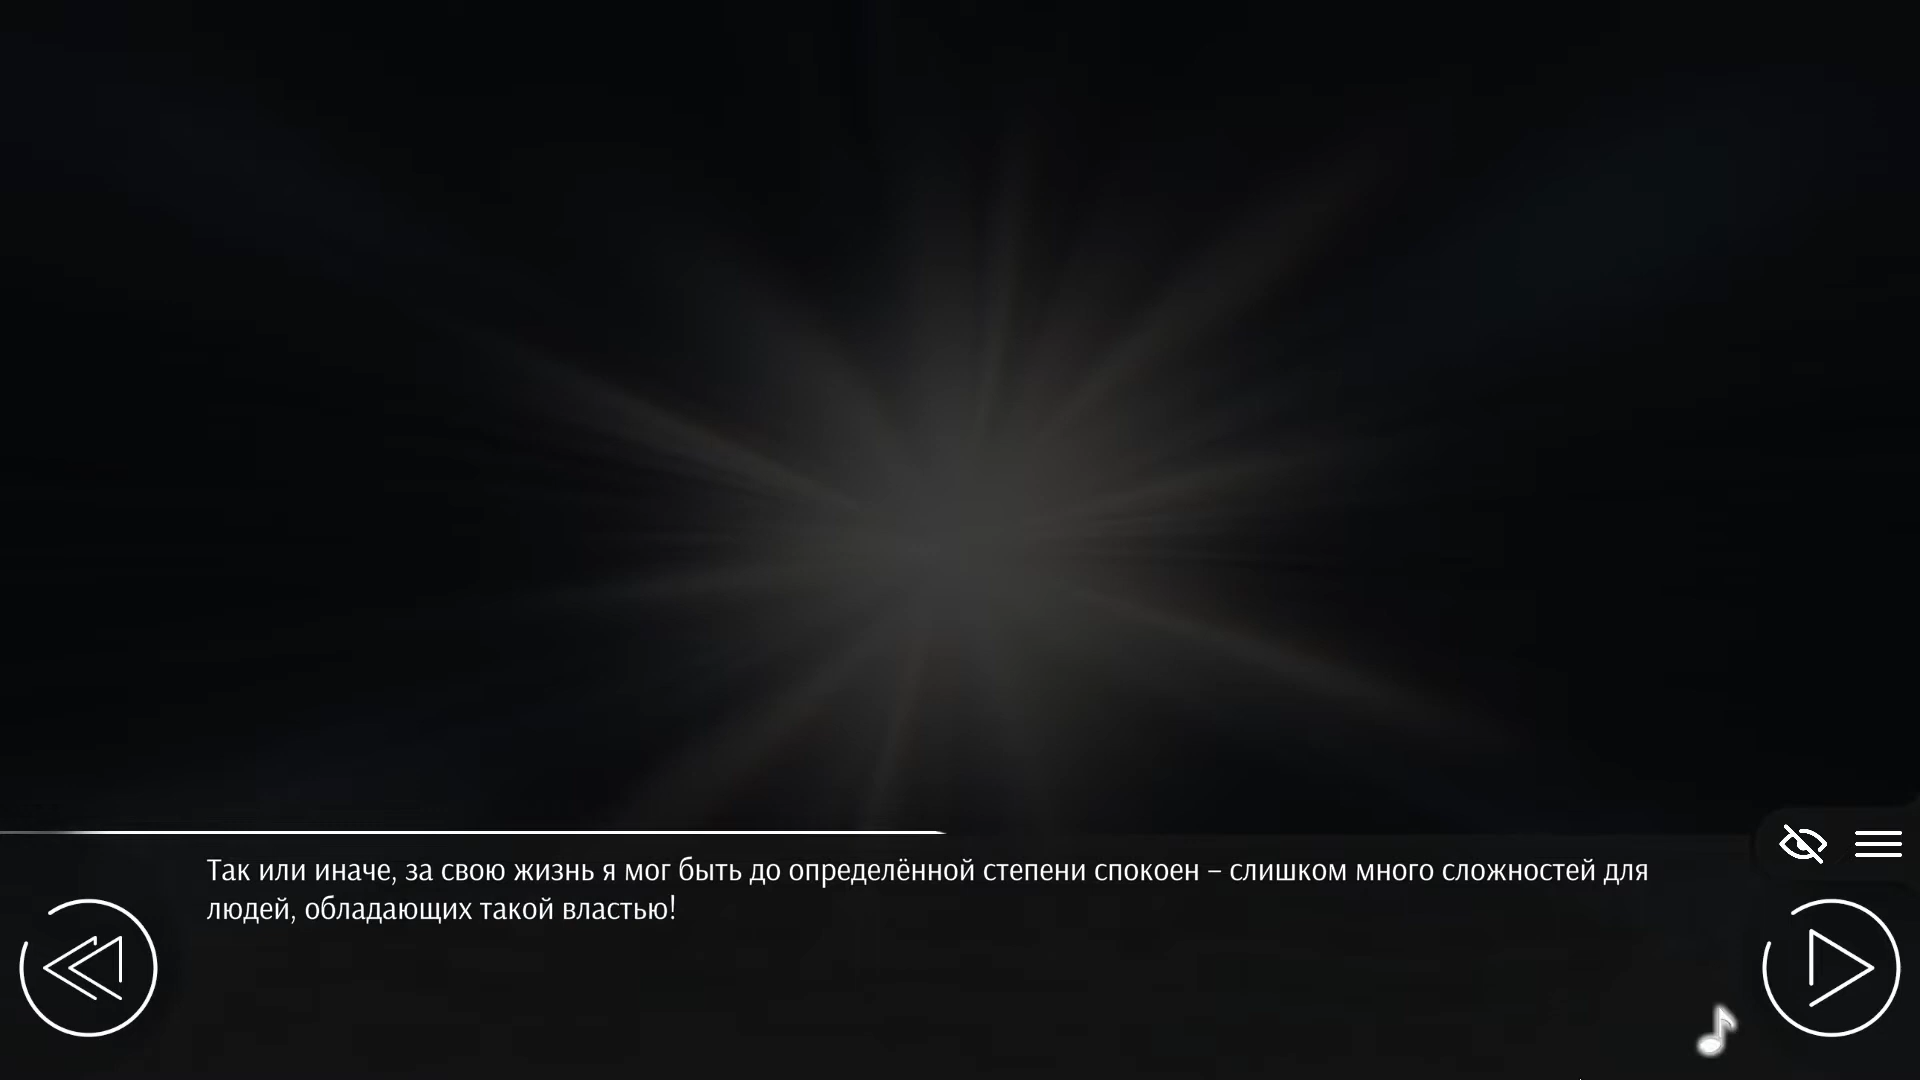 Так или иначе, за свою жизнь я мог быть до определённой степени спокоен – слишком много сложностей для
людей, обладающих такой властью!